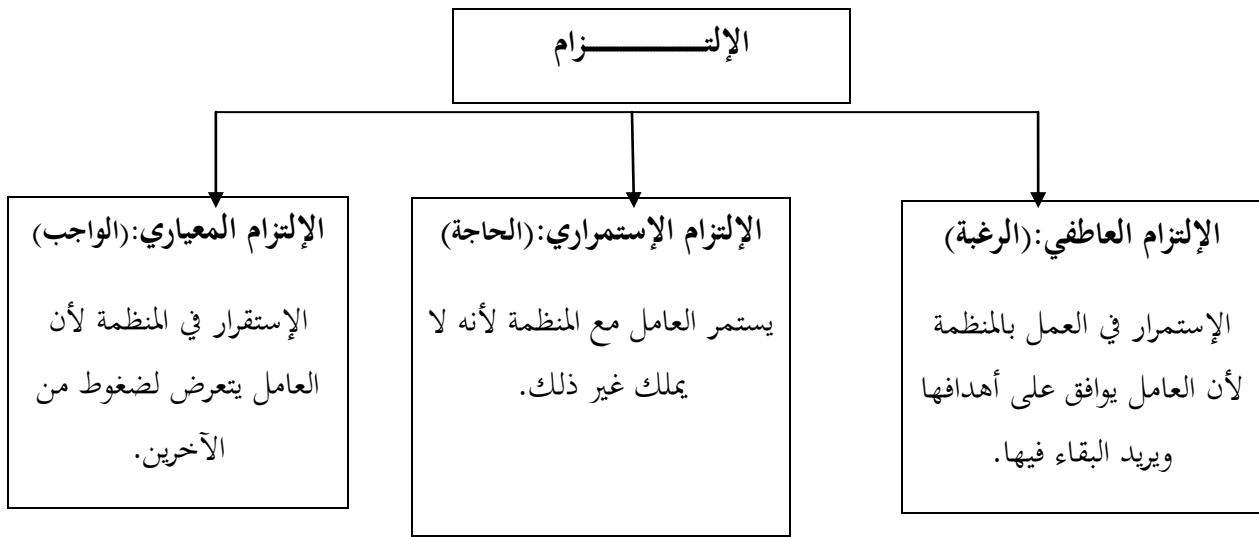 الإلتـــــــــــزام
الإلتزام العاطفي:(الرغبة)
الإستمرار في العمل بالمنظمة
لأن العامل يوافق على أهدافها
ويريد البقاء فيها.
الإلتزام الإستمراري:(الحاجة)
يستمر العامل مع المنظمة لأنه لا
يملك غير ذلك.
الإلتزام المعياري:(الواجب)
الإستقرار في المنظمة لأن
العامل يتعرض لضغوط من
الآخرين.